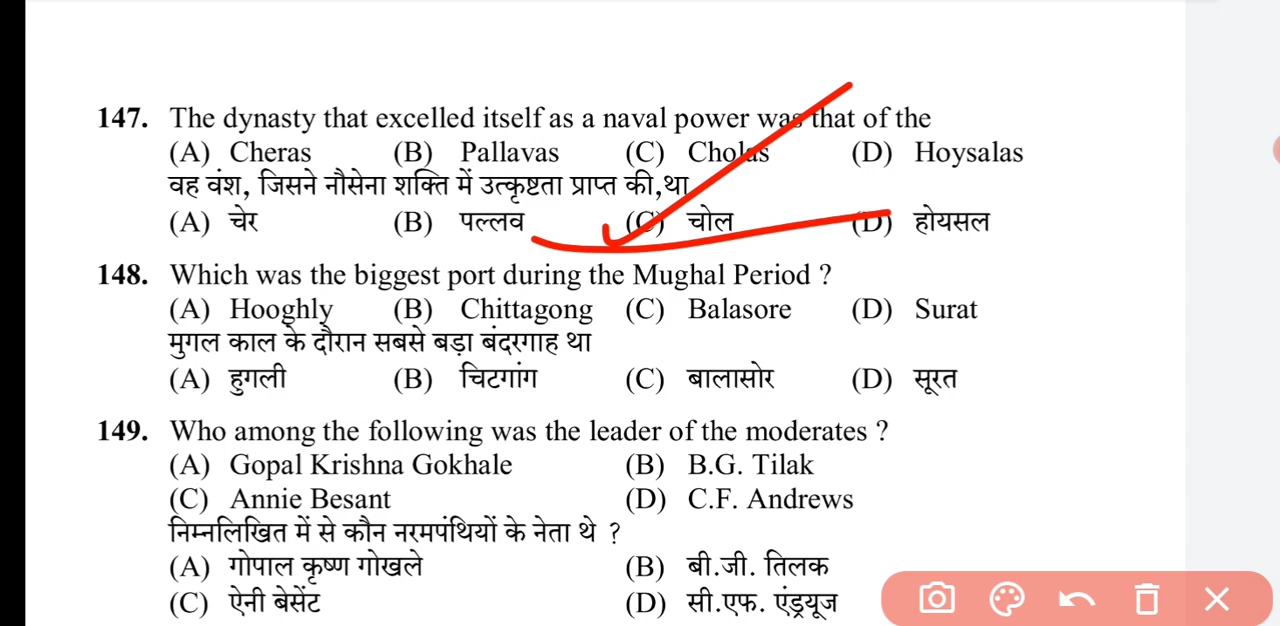 147. The dynasty that excelled itself as a naval power was that of the
(A) Cheras (B) Pallavas (C) Cholas (D) Hoysalas
वह वंश, जिसने नौसेना शक्ति में उत्कृष्टता प्राप्त की,था
(A) चेर (B) पल्लव (C) चोल (D) होयसल
148. Which was the biggest port during the Mughal Period ?
(A) Hooghly (B) Chittagong (C) Balasore (D) Surat
मुगल काल के दौरान सबसे बड़ा बंदरगाह था
(A) हुगली (B) चिटगांग (C) बालासोर (D) सूरत
149. Who among the following was the leader of the moderates ?
(A) Gopal Krishna Gokhale (B) B.G. Tilak
(C) Annie Besant (D) C.F. Andrews
निम्नलिखित में से कौन नरमपंथियों के नेता थे ?
(A) गोपाल कृष्ण गोखले (B) बी.जी. तिलक
(C) ऐनी बेसेंट (D) सी.एफ. एंड्रयूज